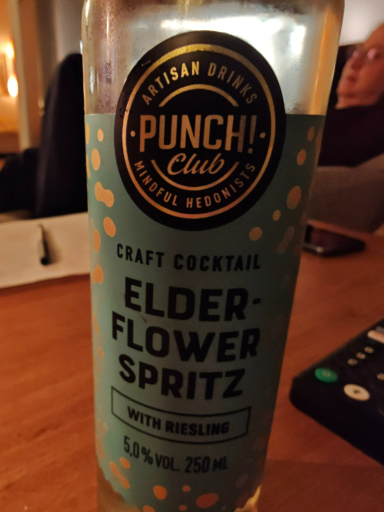 ARTISAN DRINKS
PUNCH!
Club
MINDFUL HEDONISTS
CRAFT COCKTAIL
ELDER-
FLOWER
SPRITZ
WITH RIESLING
5,0 % VOL. 250 ML